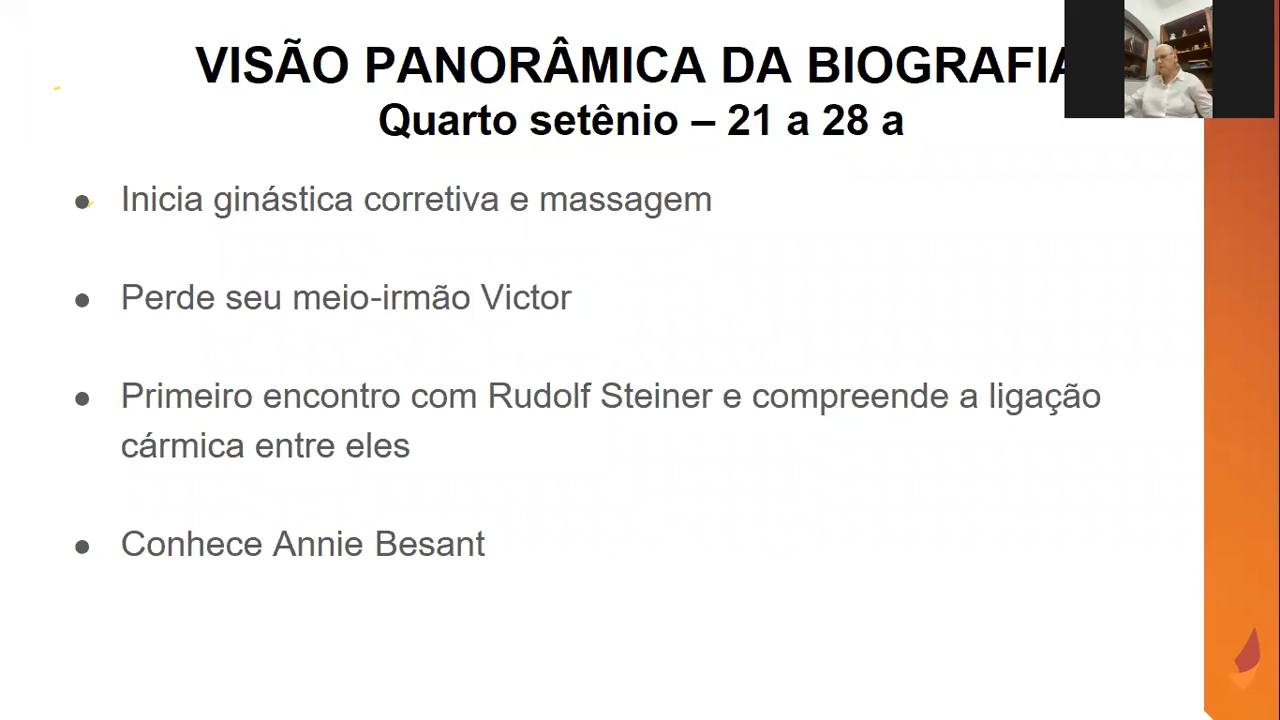 VISÃO PANORÂMICA DA BIOGRAFIA
Quarto setênio – 21 a 28 a
● Inicia ginástica corretiva e massagem
● Perde seu meio-irmão Victor
● Primeiro encontro com Rudolf Steiner e compreende a ligação
cármica entre eles
● Conhece Annie Besant